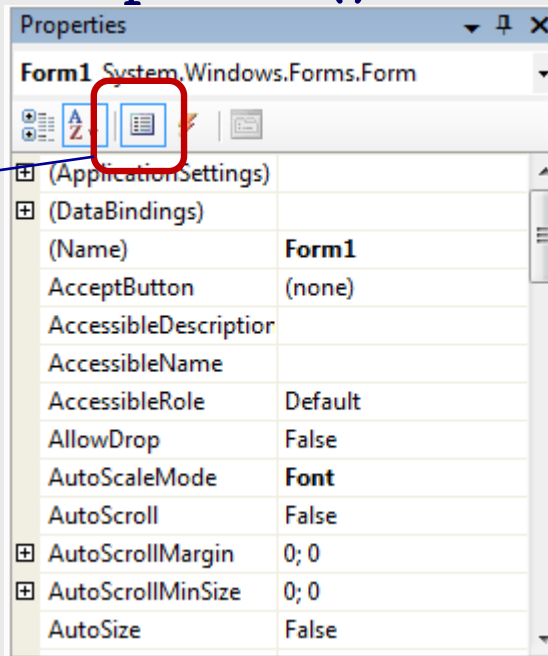 Properties
Form1 System.Windows.Forms.Form
A
Z
(ApplicationSettings)
(DataBindings)
(Name) Form1
AcceptButton (none)
AccessibleDescription
AccessibleName
AccessibleRole Default
AllowDrop False
AutoScaleMode Font
AutoScroll False
AutoScrollMargin 0; 0
AutoScrollMinSize 0; 0
AutoSize False